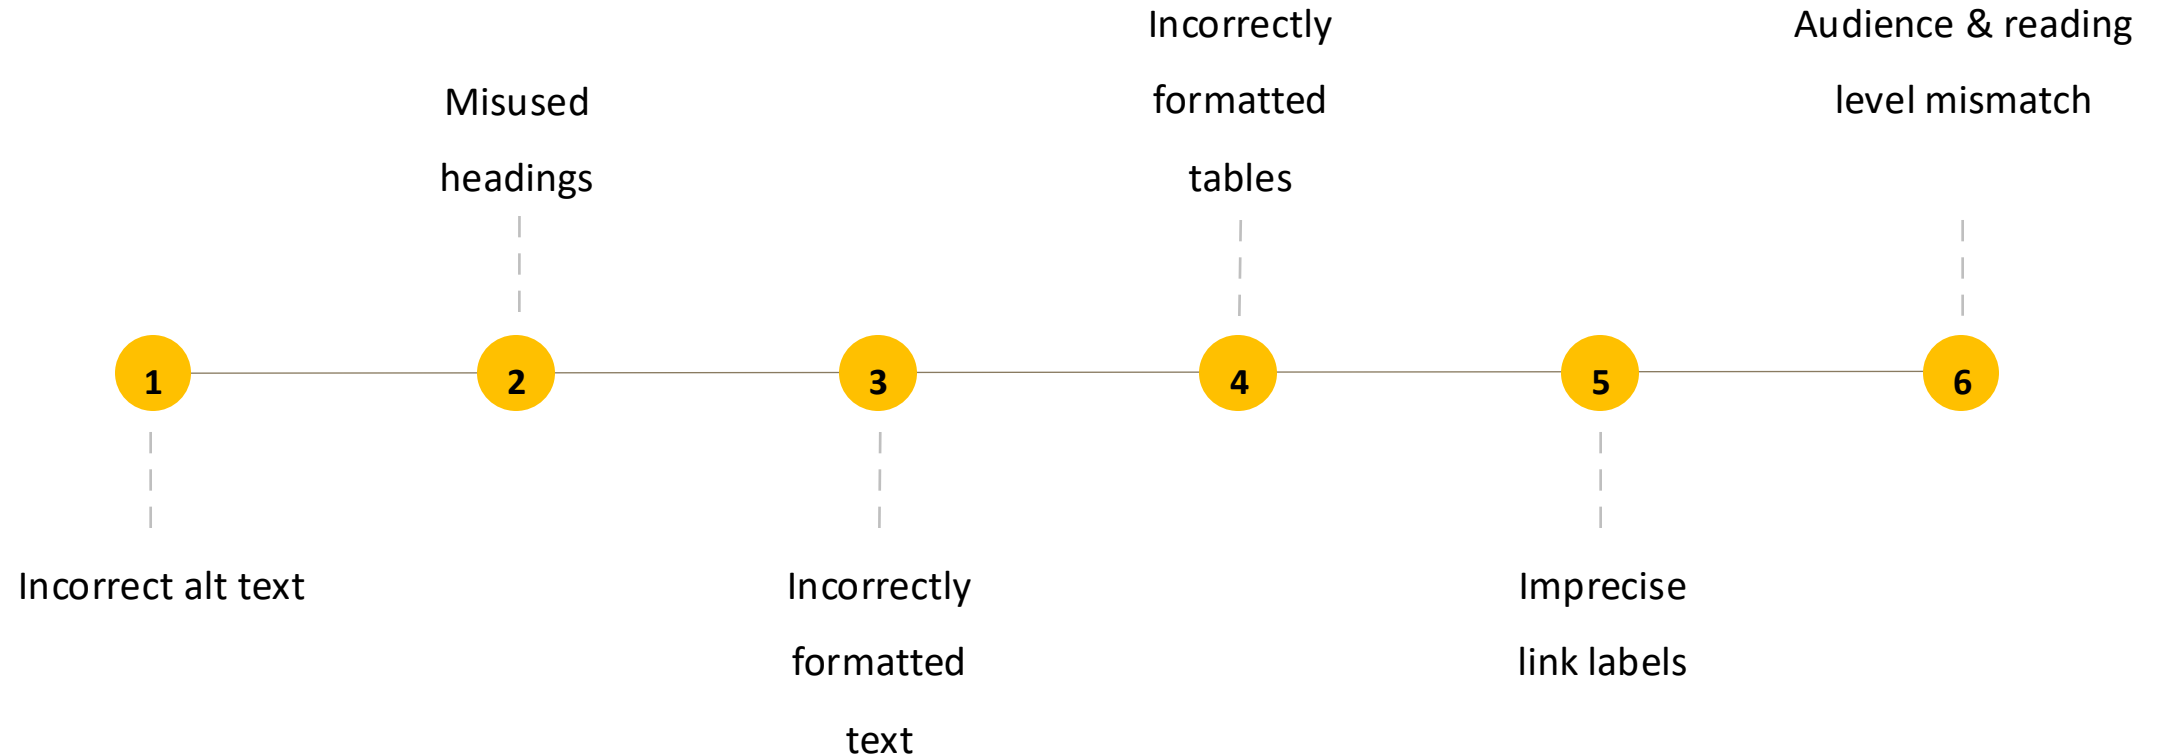 1
Incorrect alt text
2
Misused
headings
3
Incorrectly
formatted
text
4
Incorrectly
formatted
tables
5
Imprecise
link labels
6
Audience & reading
level mismatch